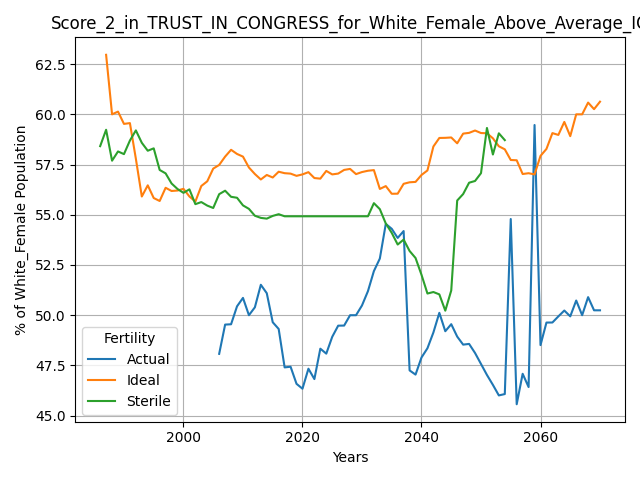 Score_2_in_TRUST_IN_CONGRESS_for_White_Female_Above_Average_IQ
62.5
60.0
57.5
55.0
52.5
50.0
47.5
45.0
% of White_Female Population
Fertility
Actual
Ideal
Sterile
2000
2020
2040
2060
Years